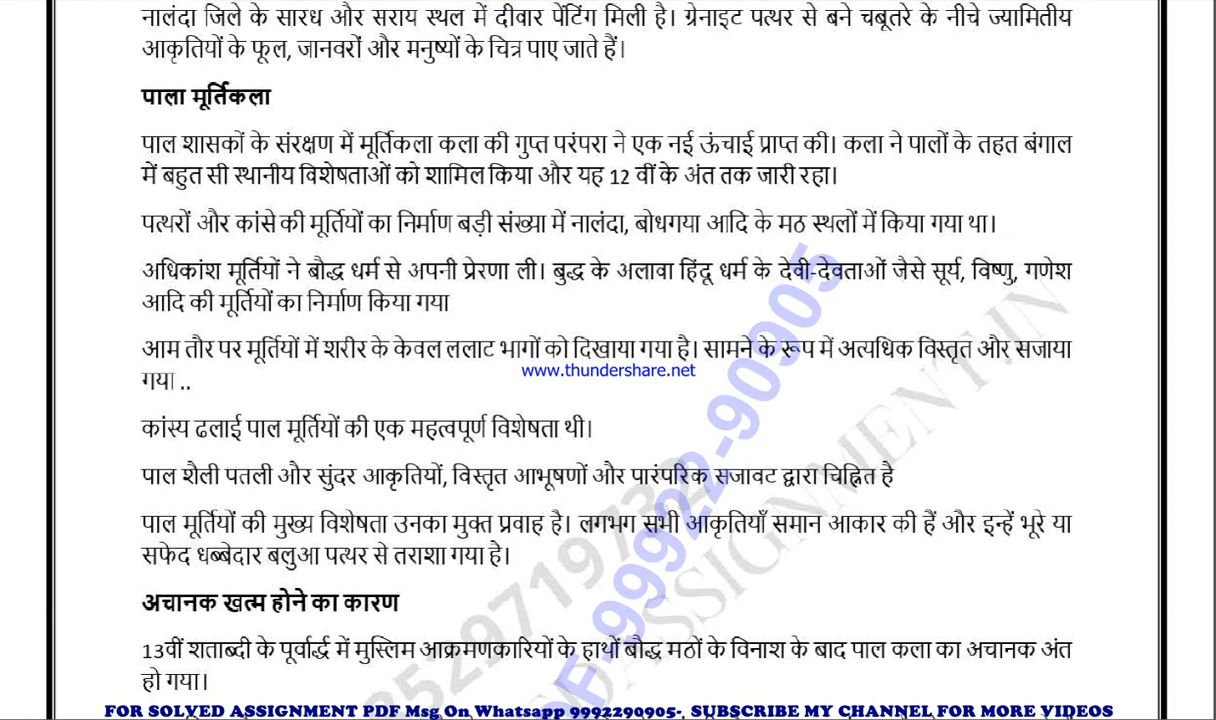 नालंदा जिले के सारध और सराय स्थल में दीवार पेंटिंग मिली है। ग्रेनाइट पत्थर से बने चबूतरे के नीचे ज्यामितीय
आकृतियों के फूल, जानवरों और मनुष्यों के चित्र पाए जाते हैं।
पाला मूर्तिकला
पाल शासकों के संरक्षण में मूर्तिकला कला की गुप्त परंपरा ने एक नई ऊंचाई प्राप्त की। कला ने पालों के तहत बंगाल
में बहुत सी स्थानीय विशेषताओं को शामिल किया और यह 12 वीं के अंत तक जारी रहा।
पत्थरों और कांसे की मूर्तियों का निर्माण बड़ी संख्या में नालंदा, बोधगया आदि के मठ स्थलों में किया गया था।
अधिकांश मूर्तियों ने बौद्ध धर्म से अपनी प्रेरणा ली। बुद्ध के अलावा हिंदू धर्म के देवी-देवताओं जैसे सूर्य, विष्णु, गणेश
आदि की मूर्तियों का निर्माण किया गया
आम तौर पर मूर्तियों में शरीर के केवल ललाट भागों को दिखाया गया है। सामने के रूप में अत्यधिक विस्तृत और सजाया
गया ..
www.thundershare.net
कांस्य ढलाई पाल मूर्तियों की एक महत्वपूर्ण विशेषता थी।
पाल शैली पतली और सुंदर आकृतियों, विस्तृत आभूषणों और पारंपरिक सजावट द्वारा चिह्नित है
पाल मूर्तियों की मुख्य विशेषता उनका मुक्त प्रवाह है। लगभग सभी आकृतियाँ समान आकार की हैं और इन्हें भूरे या
सफेद धब्बेदार बलुआ पत्थर से तराशा गया है।
अचानक खत्म होने का कारण
13वीं शताब्दी के पूर्वार्द्ध में मुस्लिम आक्रमणकारियों के हाथों बौद्ध मठों के विनाश के बाद पाल कला का अचानक अंत
हो गया।
FOR SOLVED ASSIGNMENT PDF Msg On Whatsapp 9992290905-, SUBSCRIBE MY CHANNEL FOR MORE VIDEOS